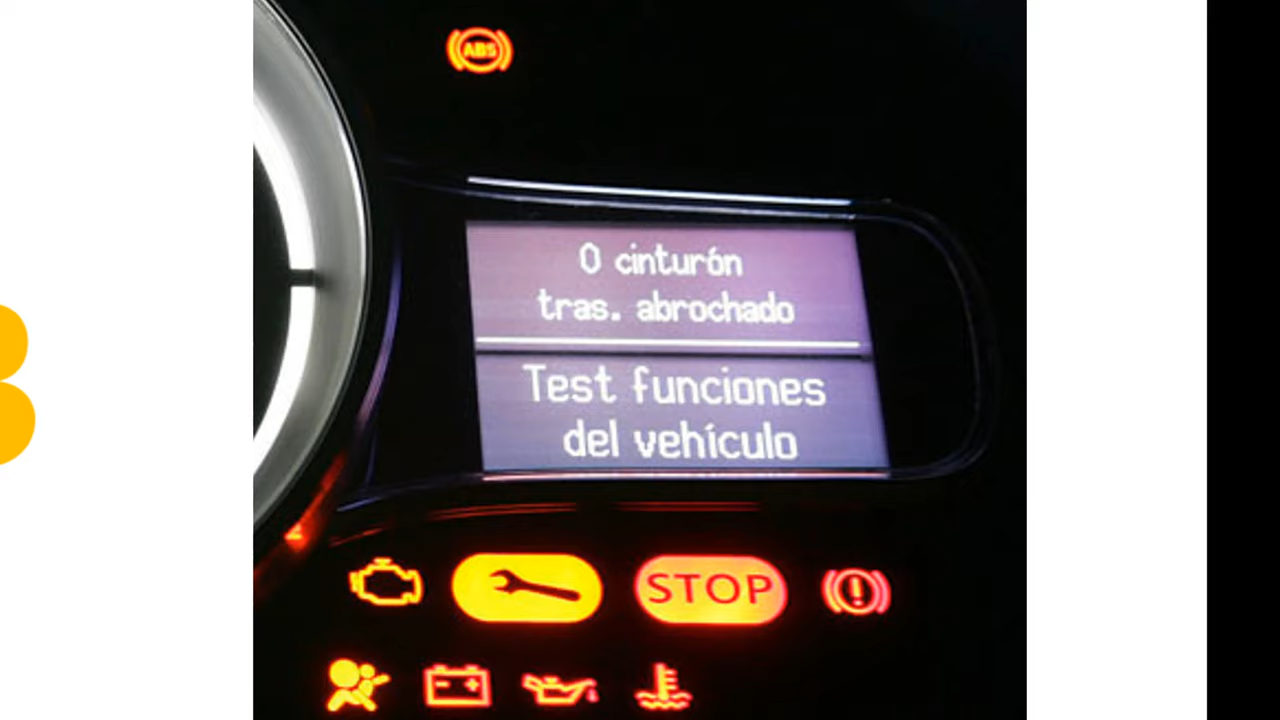 ABS
0 cinturón
tras. abrochado
Test funciones
del vehículo
STOP